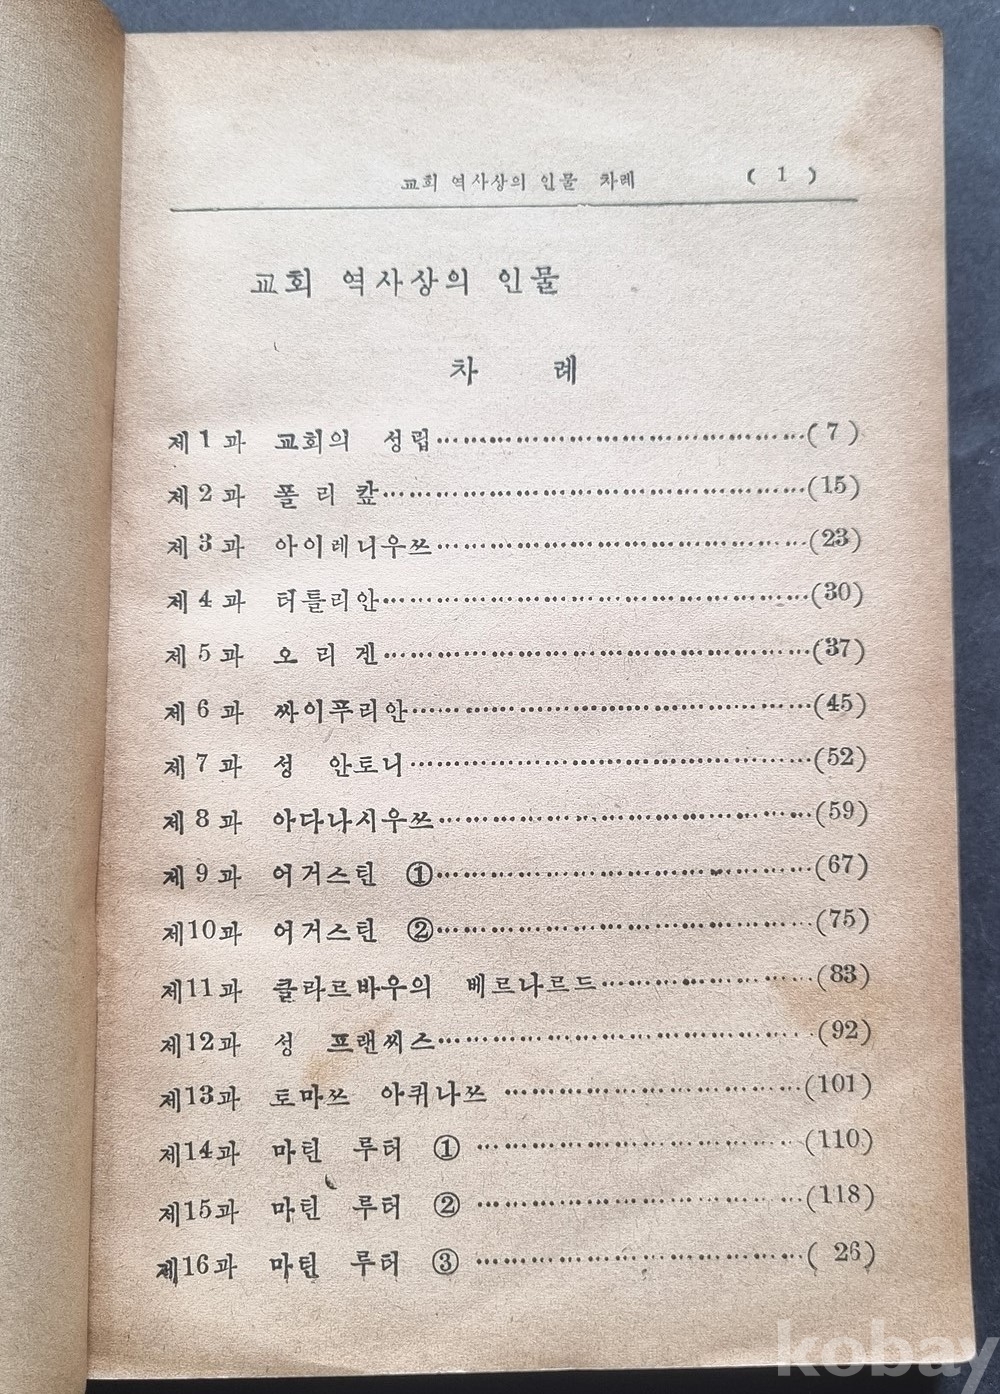 교회 역사상의 인물 차례 ( 1 )
교회 역사상의 인물
차 례
제1과 교회의 성립……………………………(7)
제2과 폴리캎……………………………(15)
제3과 아이레니우쓰……………………………(23)
제4과 터툴리안……………………………(30)
제5과 오리겐……………………………(37)
제6과 싸이푸리안……………………………(45)
제7과 성 안토니……………………………(52)
제8과 아다나시우쓰……………………………(59)
제9과 어거스틴 ①……………………………(67)
제10과 어거스틴 ②……………………………(75)
제11과 클라르바우의 베르나르드…………………(83)
제12과 성 프랜씨스……………………………(92)
제13과 토마쓰 아퀴나쓰 ……………………(101)
제14과 마틴 루터 ① ……………………(110)
제15과 마틴 루터 ② ……………………(118)
제16과 마틴 루터 ③ ……………………( 26)
kobay